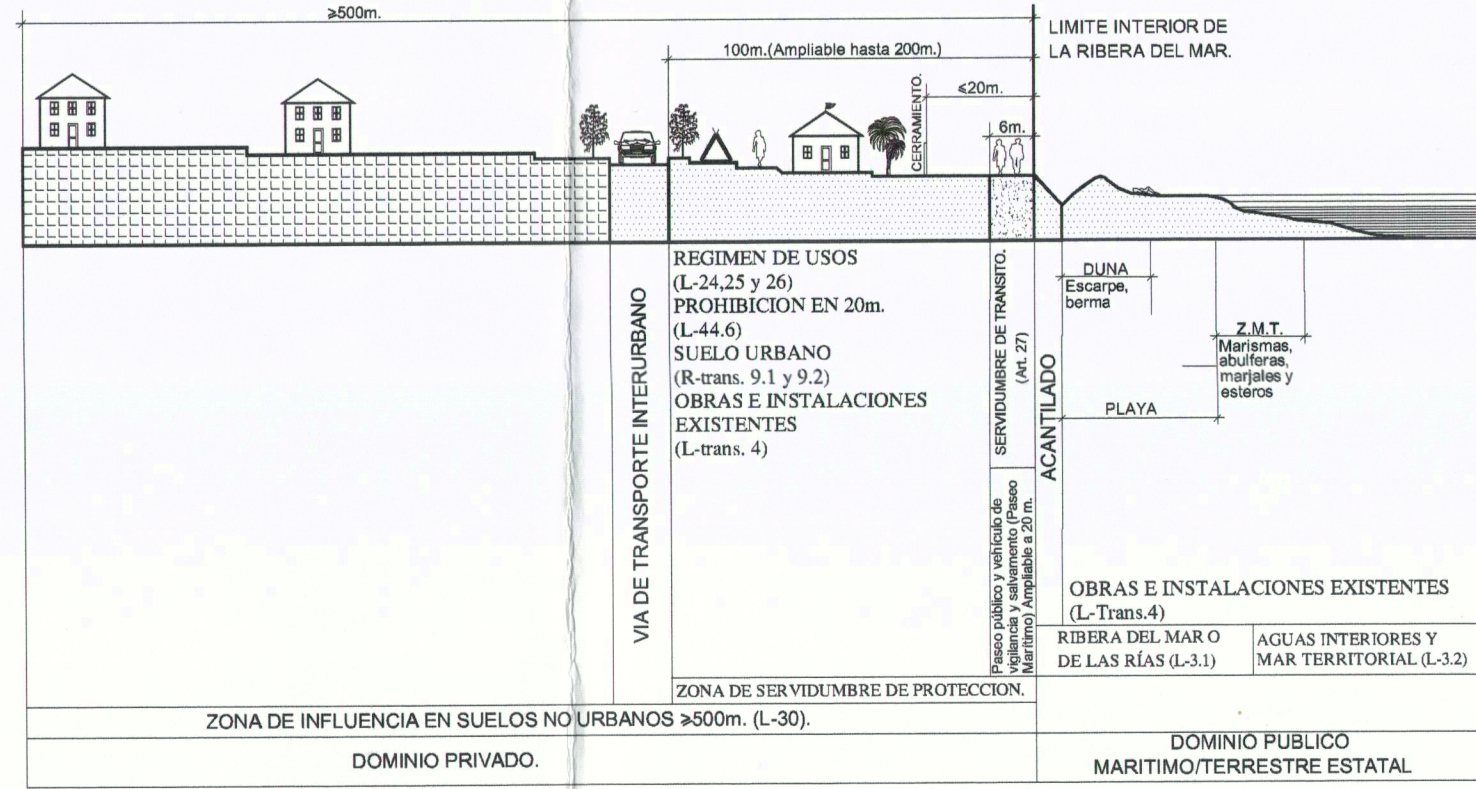 ≥500m.
LIMITE INTERIOR DE
LA RIBERA DEL MAR.
100m.(Ampliable hasta 200m.)
≤20m.
CERRAMIENTO.
6m.
VIA DE TRANSPORTE INTERURBANO
REGIMEN DE USOS
(L-24,25 y 26)
PROHIBICION EN 20m.
(L-44.6)
SUELO URBANO
(R-trans. 9.1 y 9.2)
OBRAS E INSTALACIONES
EXISTENTES
(L-trans. 4)
SERVIDUMBRE DE TRANSITO.
(Art. 27)
Paseo público y vehículo de
vigilancia y salvamento (Paseo
Marítimo) Ampliable a 20 m.
ACANTILADO
DUNA
Escarpe,
berma
Z.M.T.
Marismas,
abulferas,
marjales y
esteros
PLAYA
OBRAS E INSTALACIONES EXISTENTES
(L-Trans.4)
RIBERA DEL MAR O
DE LAS RÍAS (L-3.1)
AGUAS INTERIORES Y
MAR TERRITORIAL (L-3.2)
ZONA DE SERVIDUMBRE DE PROTECCION.
ZONA DE INFLUENCIA EN SUELOS NO URBANOS ≥500m. (L-30).
DOMINIO PRIVADO.
DOMINIO PUBLICO
MARITIMO/TERRESTRE ESTATAL